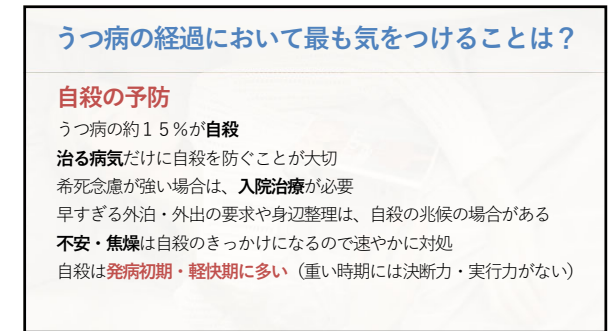 うつ病の経過において最も気をつけることは？
自殺の予防
うつ病の約１５％が自殺
治る病気だけに自殺を防ぐことが大切
希死念慮が強い場合は、入院治療が必要
早すぎる外泊・外出の要求や身辺整理は、自殺の兆候の場合がある
不安・焦燥は自殺のきっかけになるので速やかに対処
自殺は発病初期・軽快期に多い（重い時期には決断力・実行力がない）